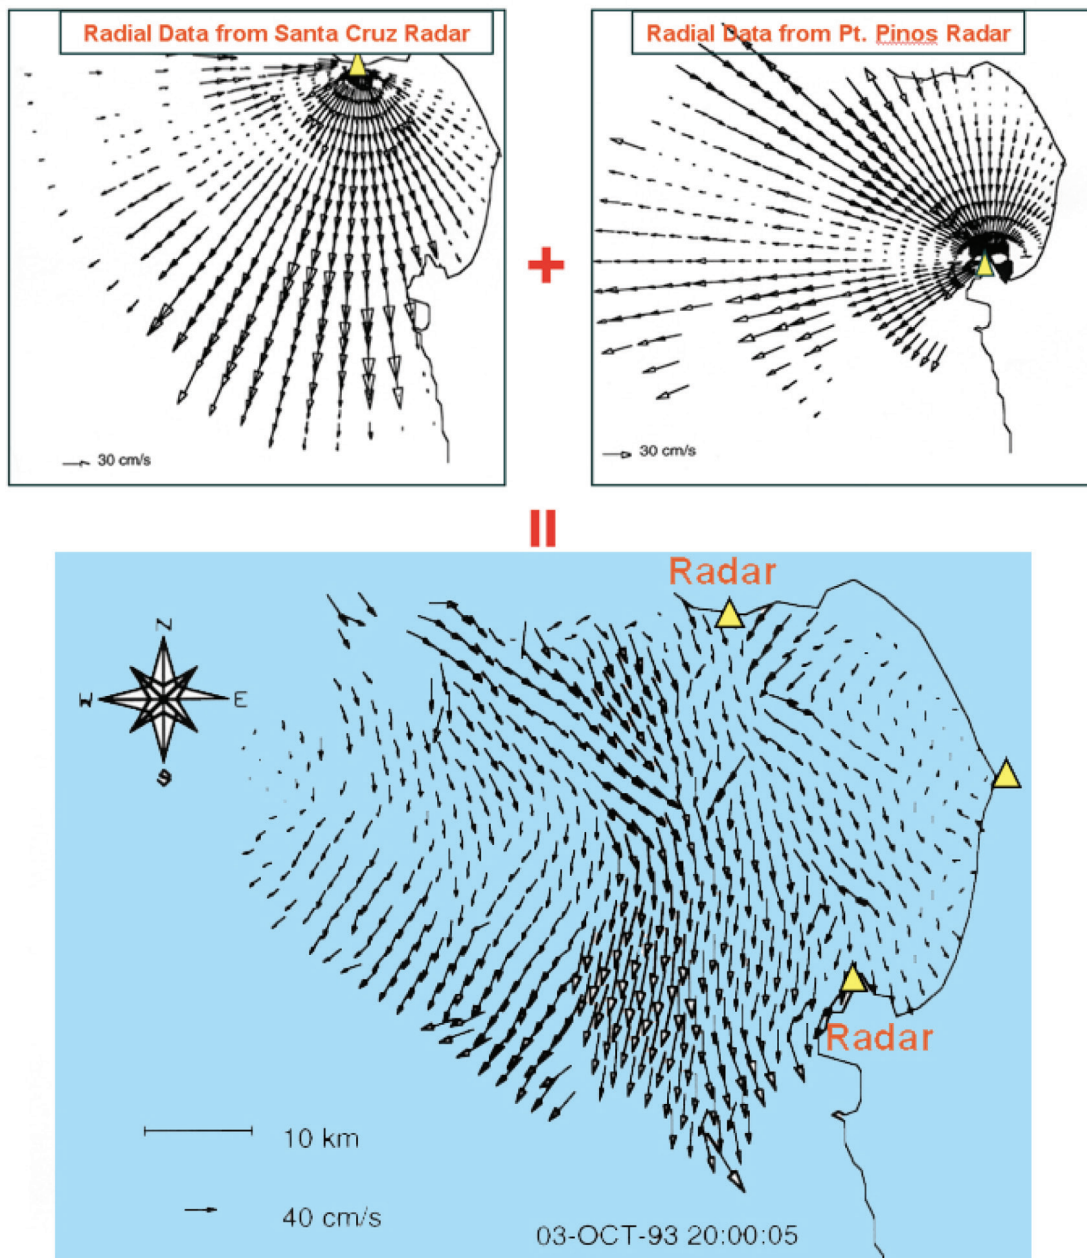 Radial Data from Santa Cruz Radar
Radial Data from Pt. Pinos Radar
+
30 cm/s
30 cm/s
=
Radar
N
W
E
S
Radar
10 km
40 cm/s
03-OCT-93 20:00:05